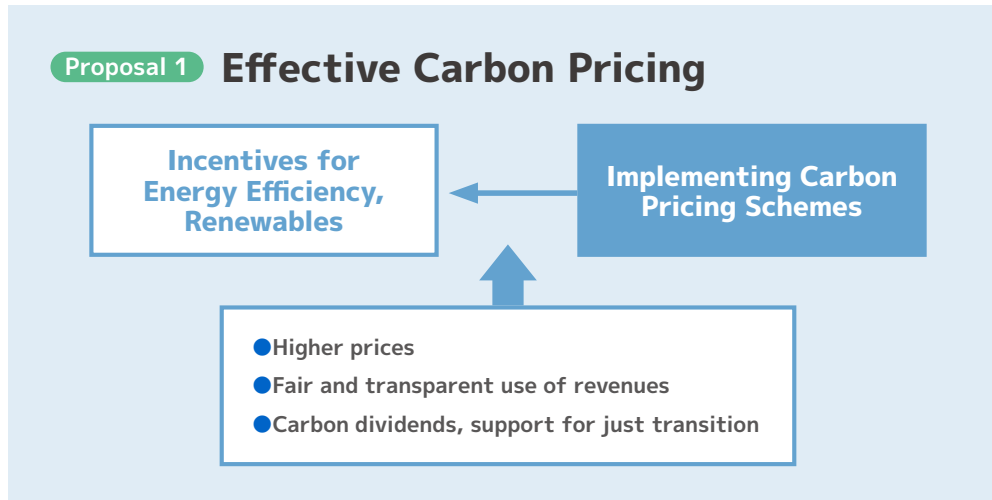 Proposal 1
Effective Carbon Pricing
Incentives for
Energy Efficiency,
Renewables
Implementing Carbon
Pricing Schemes
●Higher prices
●Fair and transparent use of revenues
●Carbon dividends, support for just transition